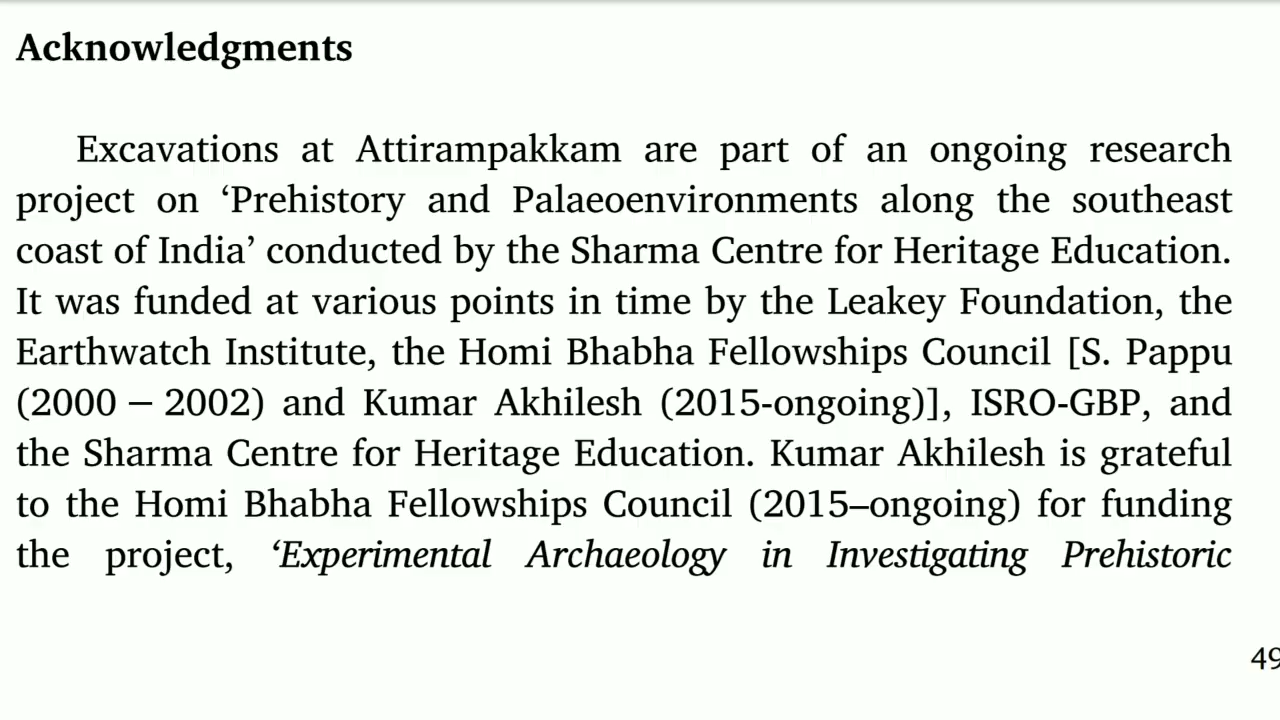 Acknowledgments
Excavations at Attirampakkam are part of an ongoing research
project on ‘Prehistory and Palaeoenvironments along the southeast
coast of India’ conducted by the Sharma Centre for Heritage Education.
It was funded at various points in time by the Leakey Foundation, the
Earthwatch Institute, the Homi Bhabha Fellowships Council [S. Pappu
(2000 – 2002) and Kumar Akhilesh (2015-ongoing)], ISRO-GBP, and
the Sharma Centre for Heritage Education. Kumar Akhilesh is grateful
to the Homi Bhabha Fellowships Council (2015–ongoing) for funding
the project, ‘Experimental Archaeology in Investigating Prehistoric
49